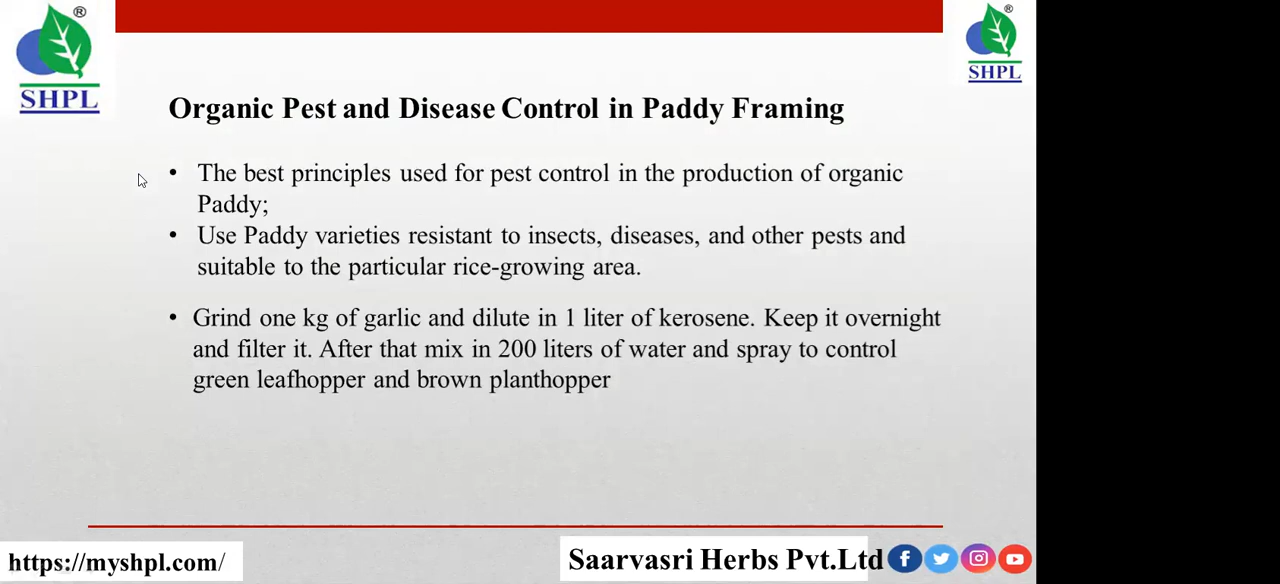 ®
SHPL
®
SHPL
Organic Pest and Disease Control in Paddy Framing
• The best principles used for pest control in the production of organic
Paddy;
• Use Paddy varieties resistant to insects, diseases, and other pests and
suitable to the particular rice-growing area.
• Grind one kg of garlic and dilute in 1 liter of kerosene. Keep it overnight
and filter it. After that mix in 200 liters of water and spray to control
green leafhopper and brown planthopper
https://myshpl.com/
Saarvasri Herbs Pvt.Ltd